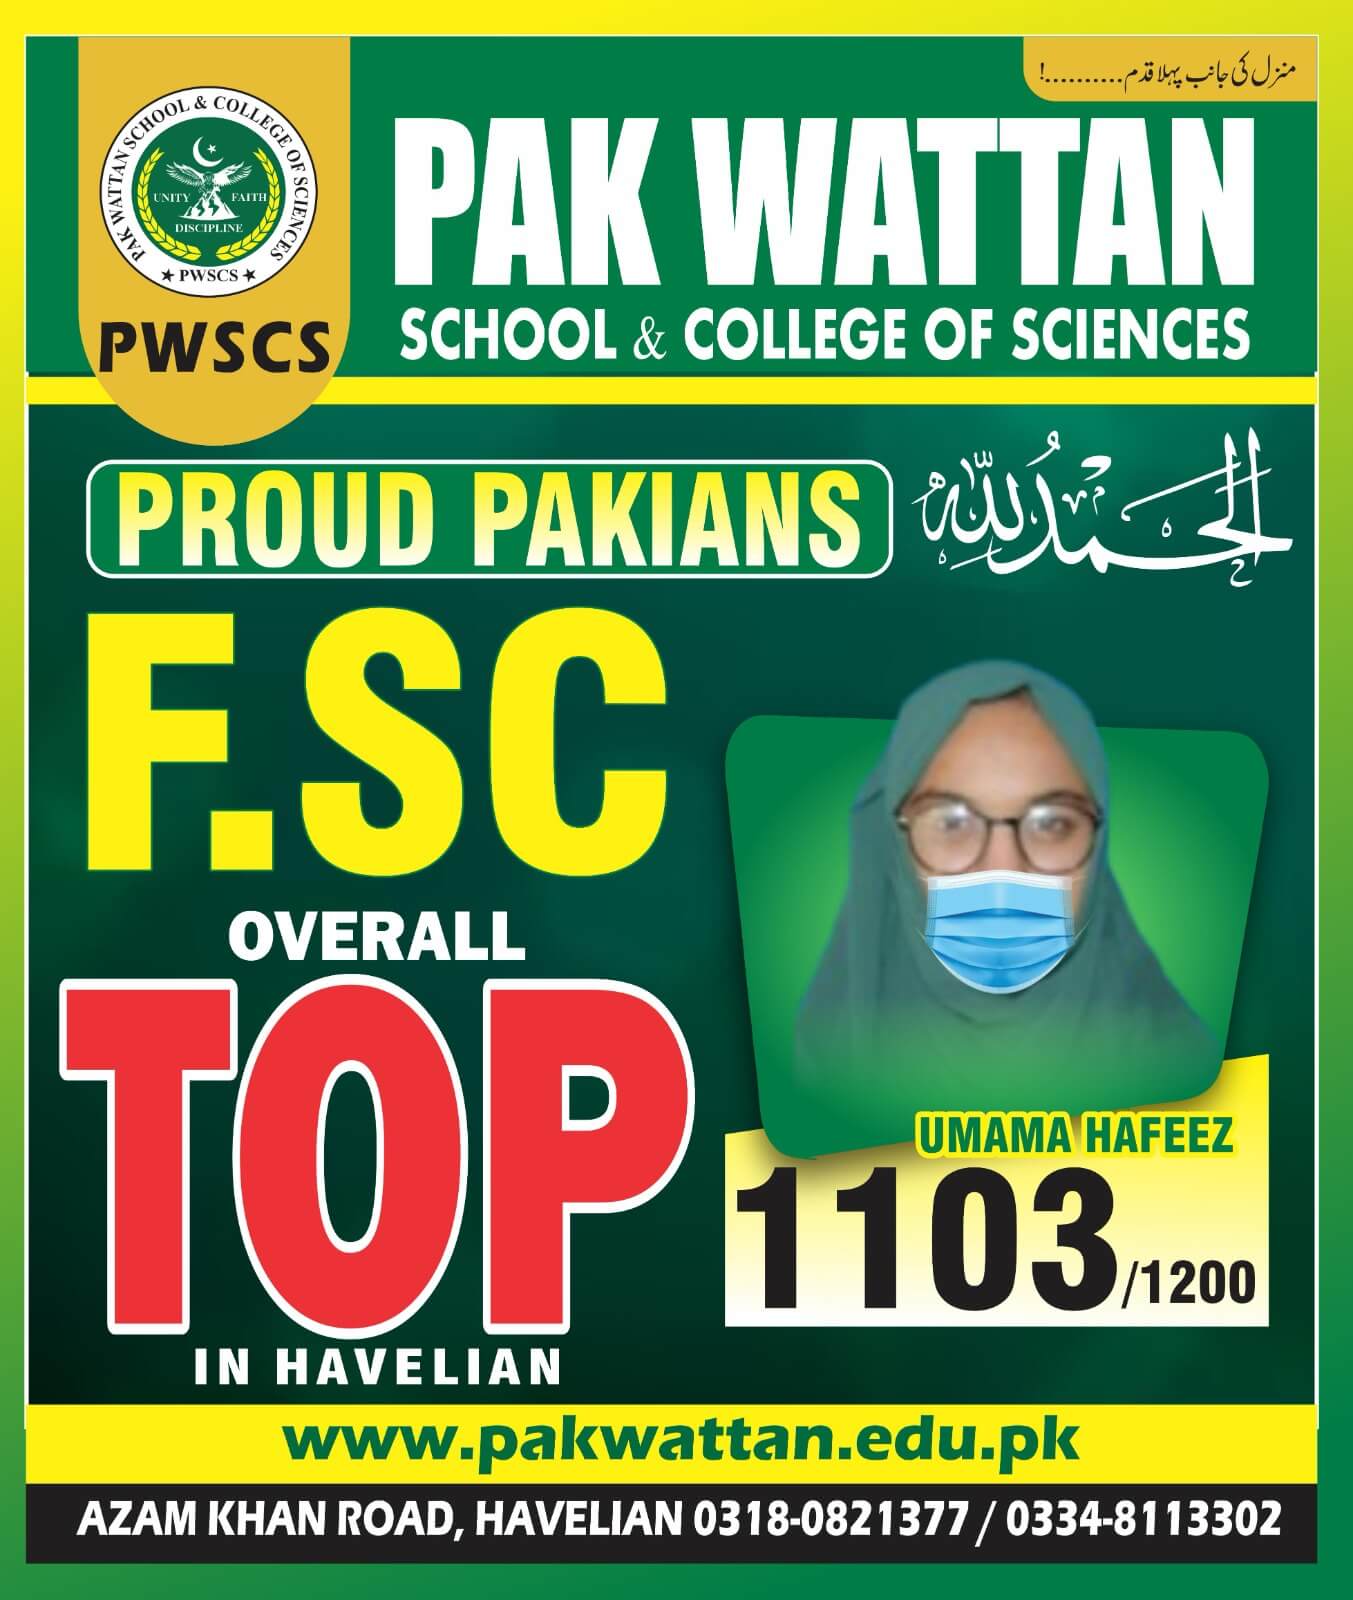 منزل کی جانب پہلا قدم..........!
PAK WATTAN SCHOOL & COLLEGE OF SCIENCES
UNITY FAITH
DISCIPLINE
★ PWSCS ★
PWSCS
PAK WATTAN
SCHOOL & COLLEGE OF SCIENCES
PROUD PAKIANS
الحمدُللّٰه
F.SC
OVERALL
TOP
IN HAVELIAN
UMAMA HAFEEZ
1103/1200
www.pakwattan.edu.pk
AZAM KHAN ROAD, HAVELIAN 0318-0821377 / 0334-8113302